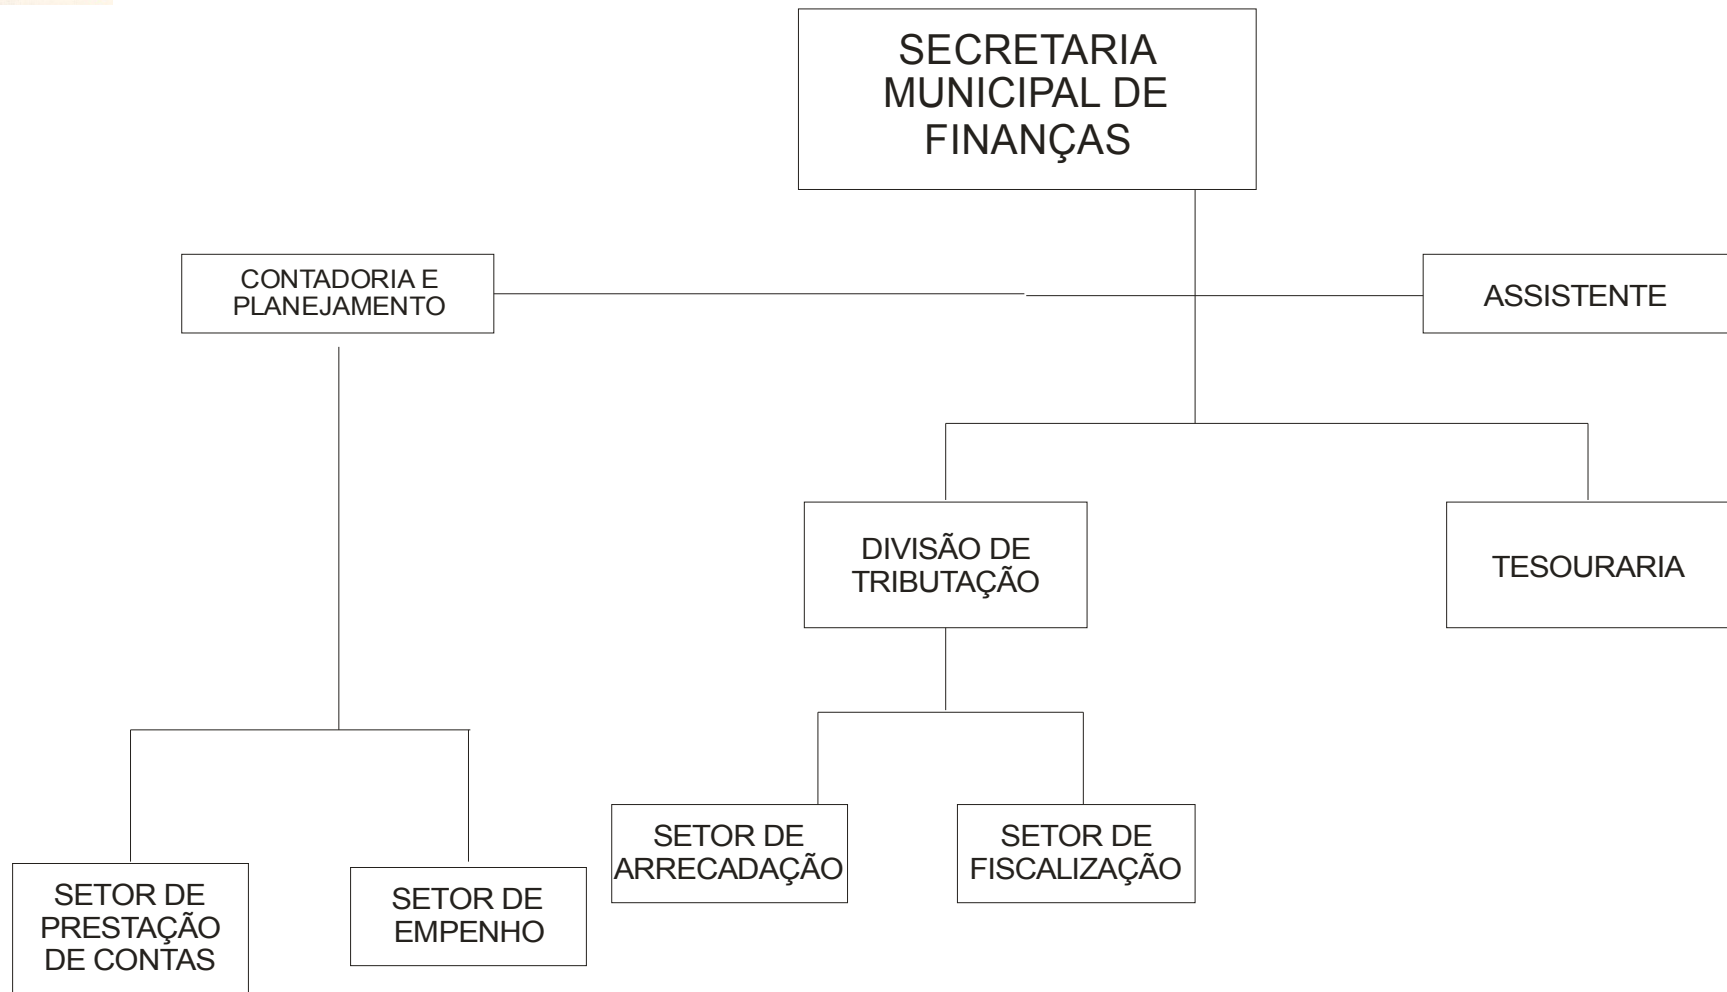 SECRETARIA
MUNICIPAL DE
FINANÇAS
CONTADORIA E
PLANEJAMENTO
ASSISTENTE
DIVISÃO DE
TRIBUTAÇÃO
TESOURARIA
SETOR DE
ARRECADAÇÃO
SETOR DE
FISCALIZAÇÃO
SETOR DE
PRESTAÇÃO
DE CONTAS
SETOR DE
EMPENHO